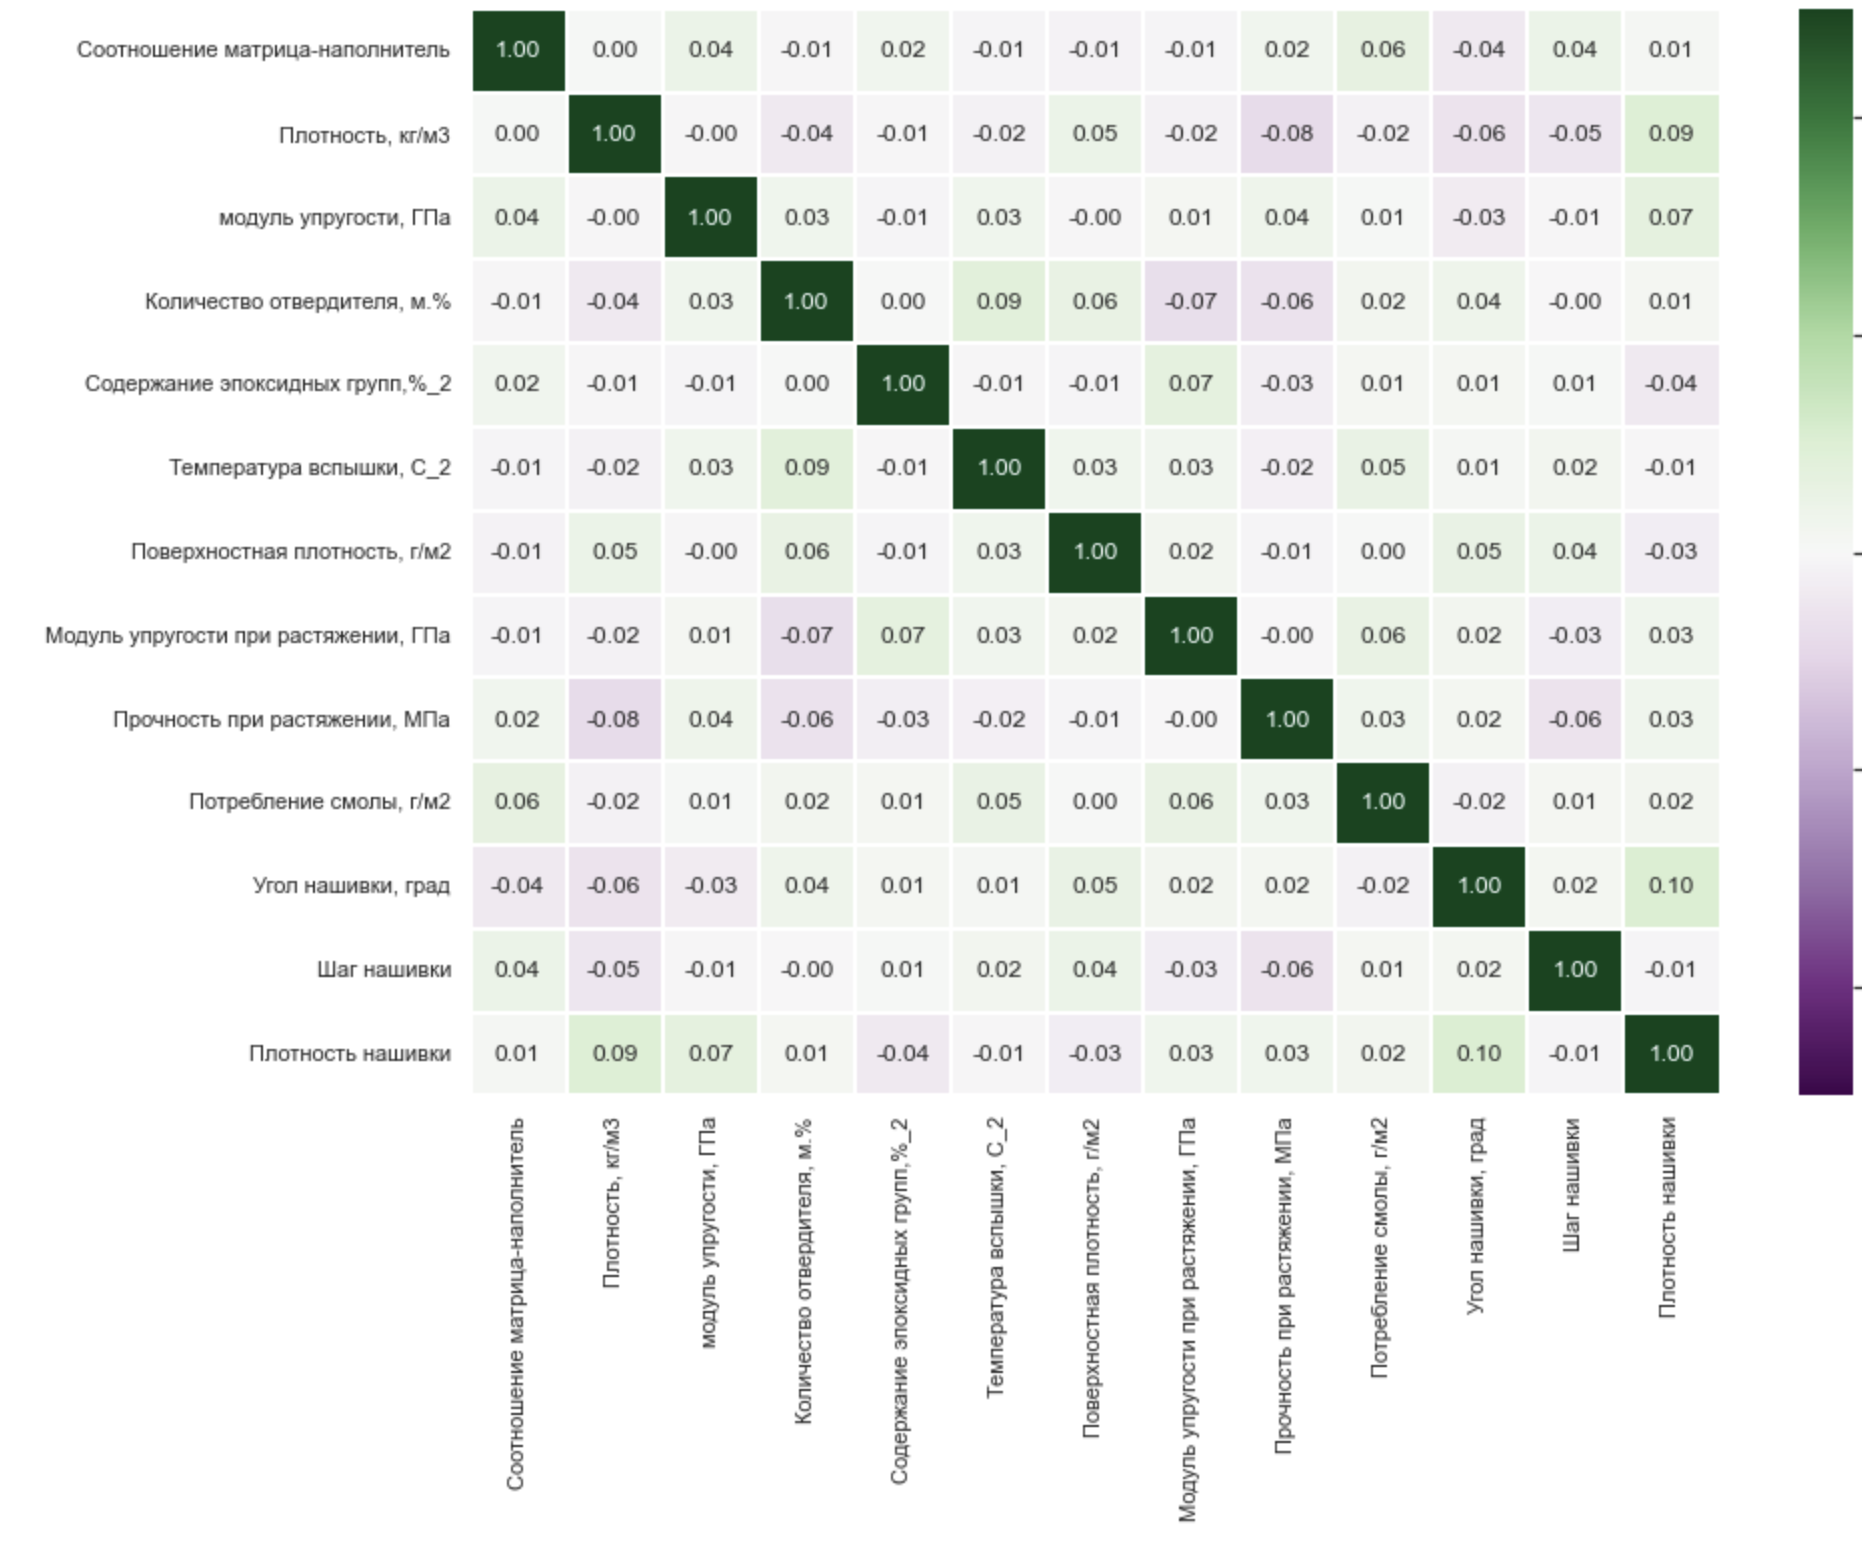 Соотношение матрица-наполнитель 1.00 0.00 0.04 -0.01 0.02 -0.01 -0.01 -0.01 0.02 0.06 -0.04 0.04 0.01
Плотность, кг/м3 0.00 1.00 -0.00 -0.04 -0.01 -0.02 0.05 -0.02 -0.08 -0.02 -0.06 -0.05 0.09
модуль упругости, ГПа 0.04 -0.00 1.00 0.03 -0.01 0.03 -0.00 0.01 0.04 0.01 -0.03 -0.01 0.07
Количество отвердителя, м.% -0.01 -0.04 0.03 1.00 0.00 0.09 0.06 -0.07 -0.06 0.02 0.04 -0.00 0.01
Содержание эпоксидных групп,%_2 0.02 -0.01 -0.01 0.00 1.00 -0.01 -0.01 0.07 -0.03 0.01 0.01 0.01 -0.04
Температура вспышки, С_2 -0.01 -0.02 0.03 0.09 -0.01 1.00 0.03 0.03 -0.02 0.05 0.01 0.02 -0.01
Поверхностная плотность, г/м2 -0.01 0.05 -0.00 0.06 -0.01 0.03 1.00 0.02 -0.01 0.00 0.05 0.04 -0.03
Модуль упругости при растяжении, ГПа -0.01 -0.02 0.01 -0.07 0.07 0.03 0.02 1.00 -0.00 0.06 0.02 -0.03 0.03
Прочность при растяжении, МПа 0.02 -0.08 0.04 -0.06 -0.03 -0.02 -0.01 -0.00 1.00 0.03 0.02 -0.06 0.03
Потребление смолы, г/м2 0.06 -0.02 0.01 0.02 0.01 0.05 0.00 0.06 0.03 1.00 -0.02 0.01 0.02
Угол нашивки, град -0.04 -0.06 -0.03 0.04 0.01 0.01 0.05 0.02 0.02 -0.02 1.00 0.02 0.10
Шаг нашивки 0.04 -0.05 -0.01 -0.00 0.01 0.02 0.04 -0.03 -0.06 0.01 0.02 1.00 -0.01
Плотность нашивки 0.01 0.09 0.07 0.01 -0.04 -0.01 -0.03 0.03 0.03 0.02 0.10 -0.01 1.00
Соотношение матрица-наполнитель
Плотность, кг/м3
модуль упругости, ГПа
Количество отвердителя, м.%
Содержание эпоксидных групп,%_2
Температура вспышки, С_2
Поверхностная плотность, г/м2
Модуль упругости при растяжении, ГПа
Прочность при растяжении, МПа
Потребление смолы, г/м2
Угол нашивки, град
Шаг нашивки
Плотность нашивки